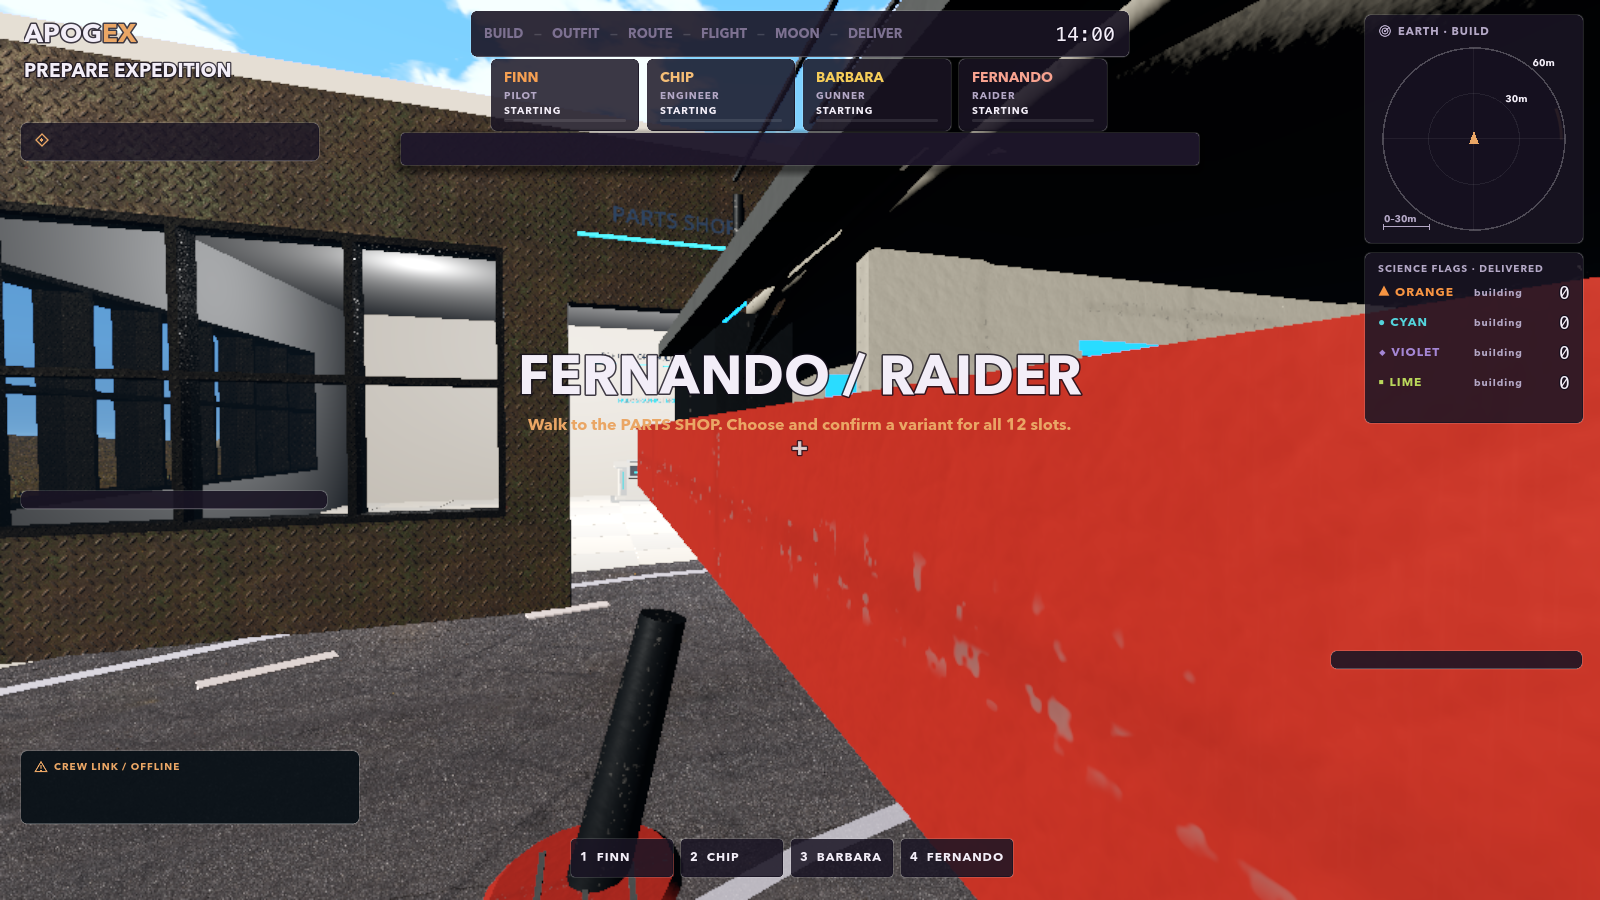 APOGEX
PREPARE EXPEDITION
BUILD – OUTFIT – ROUTE – FLIGHT – MOON – DELIVER 14:00
FINN
PILOT
STARTING
CHIP
ENGINEER
STARTING
BARBARA
GUNNER
STARTING
FERNANDO
RAIDER
STARTING
EARTH · BUILD
60m
30m
0-30m
SCIENCE FLAGS · DELIVERED
ORANGE building 0
CYAN building 0
VIOLET building 0
LIME building 0
PARTS SHOP
FERNANDO / RAIDER
Walk to the PARTS SHOP. Choose and confirm a variant for all 12 slots.
CREW LINK / OFFLINE
1 FINN
2 CHIP
3 BARBARA
4 FERNANDO